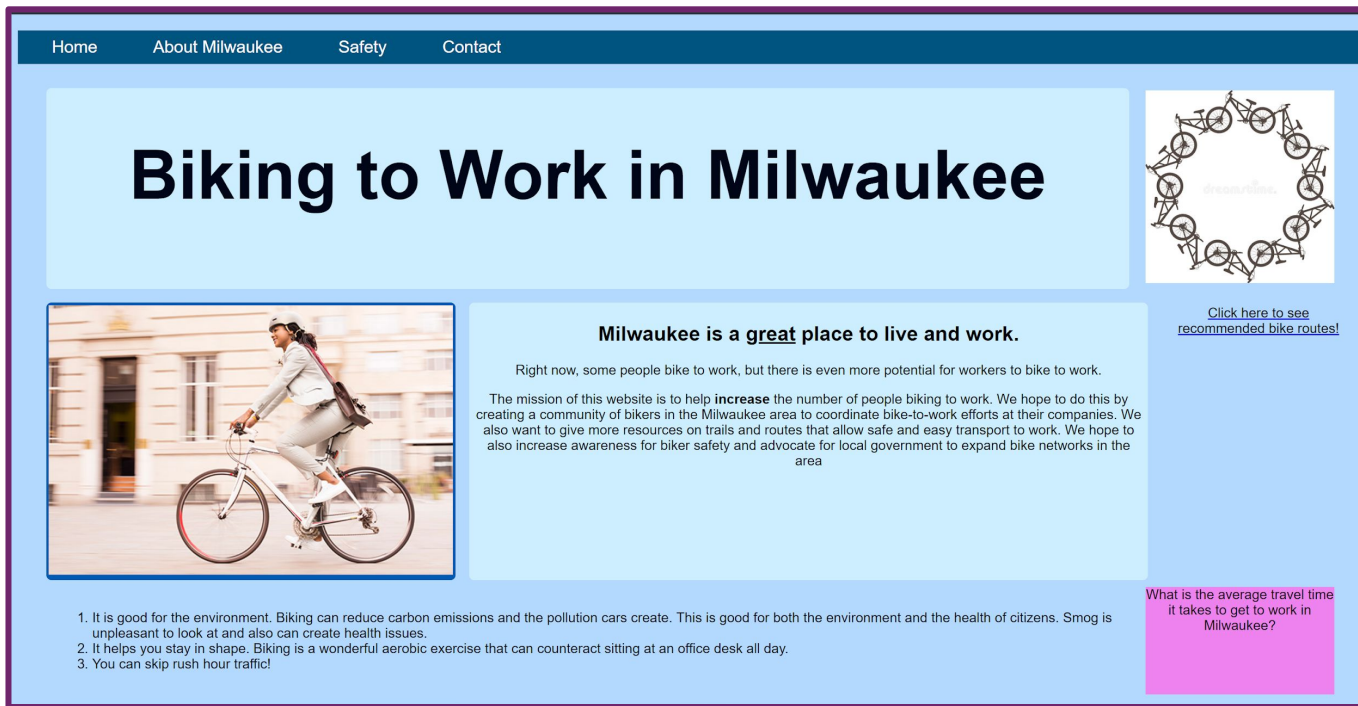 Home About Milwaukee Safety Contact
Biking to Work in Milwaukee
dreamstime.
Click here to see
recommended bike routes!
Milwaukee is a great place to live and work.
Right now, some people bike to work, but there is even more potential for workers to bike to work.
The mission of this website is to help increase the number of people biking to work. We hope to do this by
creating a community of bikers in the Milwaukee area to coordinate bike-to-work efforts at their companies. We
also want to give more resources on trails and routes that allow safe and easy transport to work. We hope to
also increase awareness for biker safety and advocate for local government to expand bike networks in the
area
1. It is good for the environment. Biking can reduce carbon emissions and the pollution cars create. This is good for both the environment and the health of citizens. Smog is
unpleasant to look at and also can create health issues.
2. It helps you stay in shape. Biking is a wonderful aerobic exercise that can counteract sitting at an office desk all day.
3. You can skip rush hour traffic!
What is the average travel time
it takes to get to work in
Milwaukee?